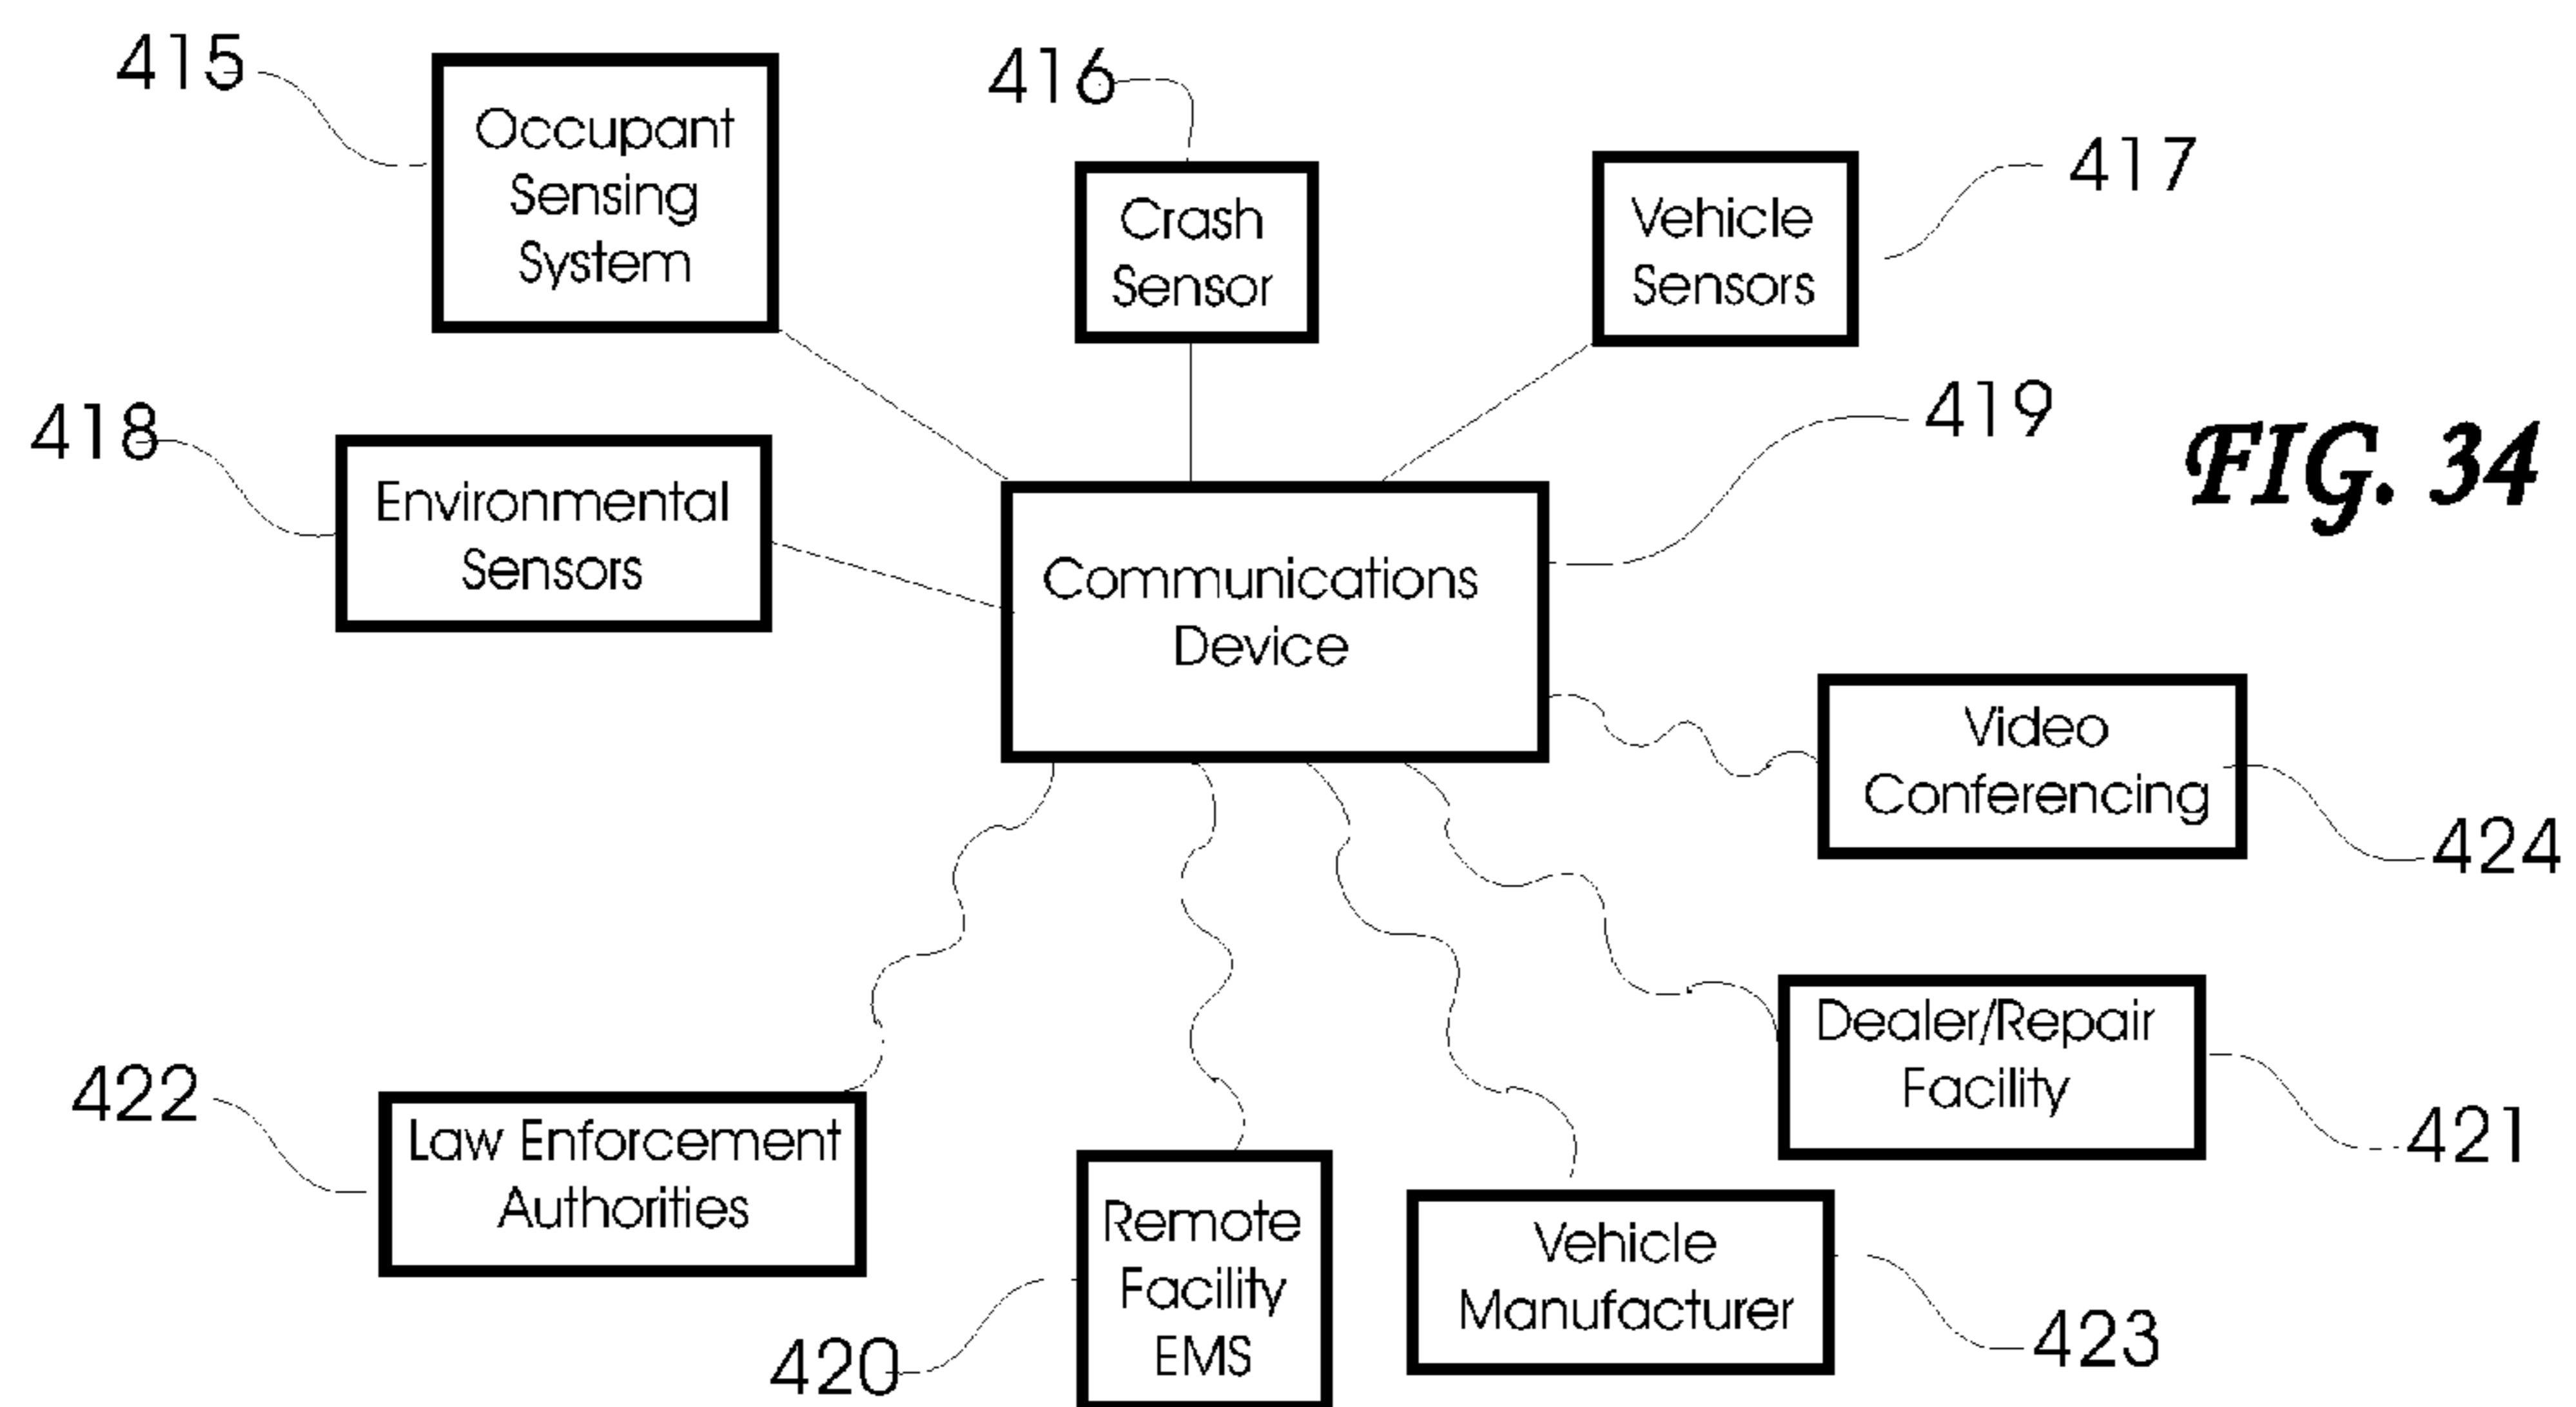 415
Occupant
Sensing
System
416
Crash
Sensor
417
Vehicle
Sensors
418
Environmental
Sensors
419
FIG. 34
Communications
Device
Video
Conferencing
424
Dealer/Repair
Facility
421
422
Law Enforcement
Authorities
420
Remote
Facility
EMS
Vehicle
Manufacturer
423